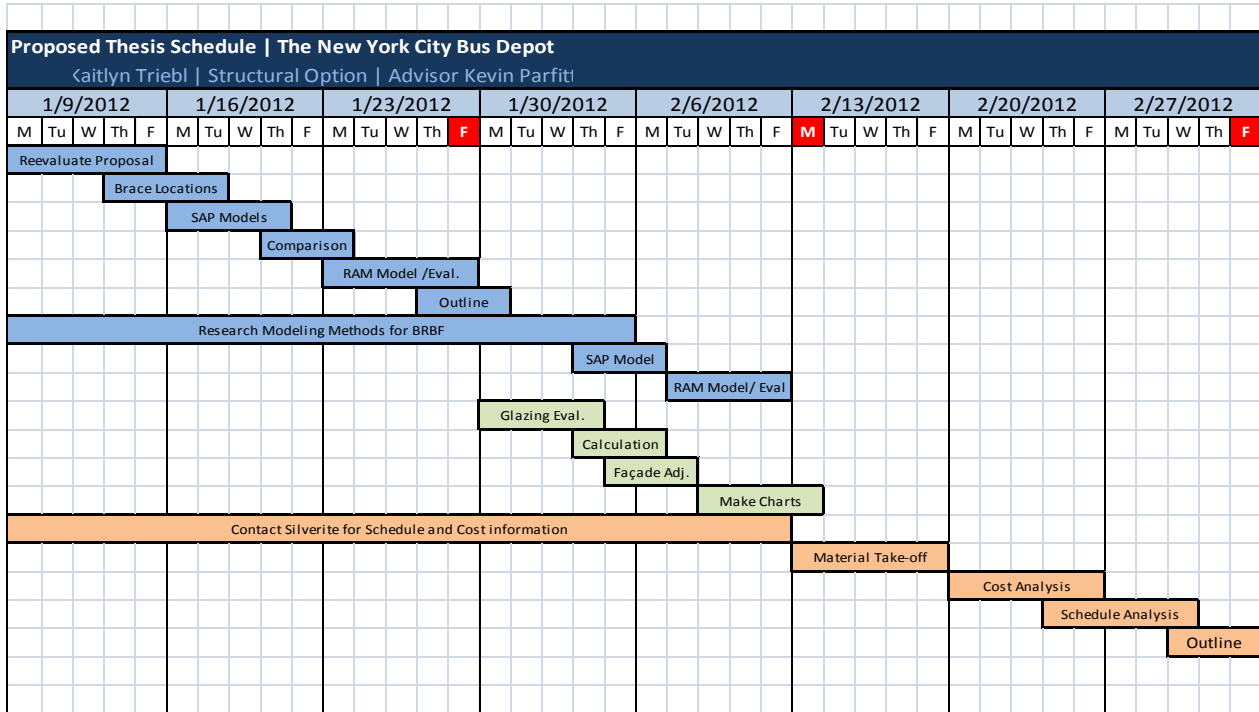 Proposed Thesis Schedule | The New York City Bus Depot
Kaitlyn Triebl | Structural Option | Advisor Kevin Parfitt
1/9/2012 1/16/2012 1/23/2012 1/30/2012 2/6/2012 2/13/2012 2/20/2012 2/27/2012
M Tu W Th F M Tu W Th F M Tu W Th F M Tu W Th F M Tu W Th F M Tu W Th F M Tu W Th F M Tu W Th F
Reevaluate Proposal
Brace Locations
SAP Models
Comparison
RAM Model /Eval.
Outline
Research Modeling Methods for BRBF
SAP Model
RAM Model/ Eval
Glazing Eval.
Calculation
Façade Adj.
Make Charts
Contact Silverite for Schedule and Cost information
Material Take-off
Cost Analysis
Schedule Analysis
Outline